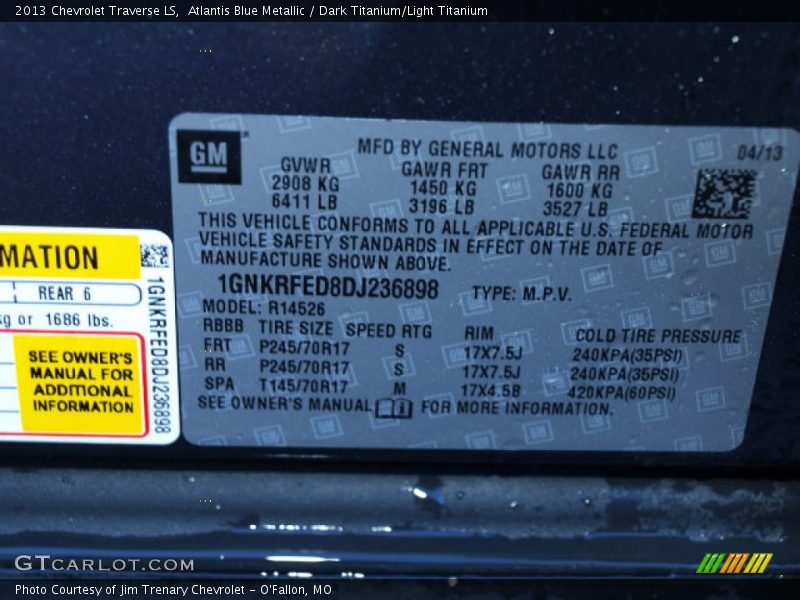 2013 Chevrolet Traverse LS,  Atlantis Blue Metallic / Dark Titanium/Light Titanium
GM
MFD BY GENERAL MOTORS LLC 04/13
GVWR GAWR FRT GAWR RR
2908 KG 1450 KG 1600 KG
6411 LB 3196 LB 3527 LB
THIS VEHICLE CONFORMS TO ALL APPLICABLE U.S. FEDERAL MOTOR
VEHICLE SAFETY STANDARDS IN EFFECT ON THE DATE OF
MANUFACTURE SHOWN ABOVE.
1GNKRFED8DJ236898 TYPE: M.P.V.
MODEL: R14526
RBBB TIRE SIZE SPEED RTG RIM COLD TIRE PRESSURE
FRT P245/70R17 S 17X7.5J 240KPA(35PSI)
RR P245/70R17 S 17X7.5J 240KPA(35PSI)
SPA T145/70R17 M 17X4.5B 420KPA(60PSI)
SEE OWNER'S MANUAL FOR MORE INFORMATION.
MATION
REAR 6
kg or 1686 lbs.
SEE OWNER'S
MANUAL FOR
ADDITIONAL
INFORMATION
1GNKRFED8DJ236898
GTCARLOT.COM
Photo Courtesy of Jim Trenary Chevrolet - O'Fallon, MO